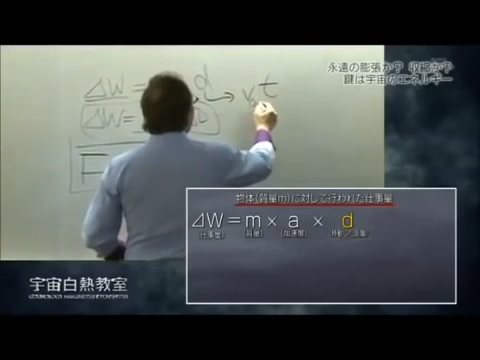 永遠の膨張か? 収縮か?
鍵は宇宙のエネルギー
ΔW=
d → v t
ΔW=
F
物体(質量m)に対して行われた仕事量
ΔW=m×a×d
(仕事量) (質量) (加速度)
宇宙白熱教室